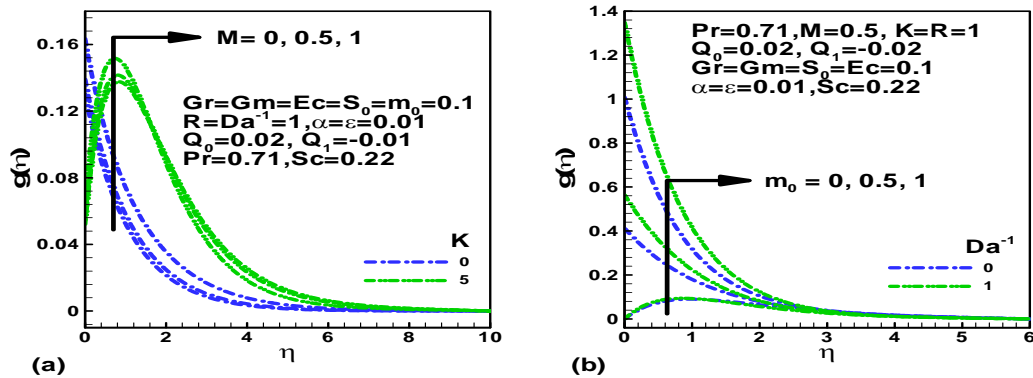 M= 0, 0.5, 1
Gr=Gm=Ec=S₀=m₀=0.1
R=Da⁻¹=1,α=ε=0.01
Q₀=0.02, Q₁=-0.01
Pr=0.71,Sc=0.22
K
0
5
g(η)
0.16
0.12
0.08
0.04
0
0 2 4 6 8 10
η
(a)
Pr=0.71,M=0.5, K=R=1
Q₀=0.02, Q₁=-0.02
Gr=Gm=S₀=Ec=0.1
α=ε=0.01,Sc=0.22
m₀ = 0, 0.5, 1
Da⁻¹
0
1
g(η)
1.4
1.2
1
0.8
0.6
0.4
0.2
0
0 1 2 3 4 5 6
η
(b)